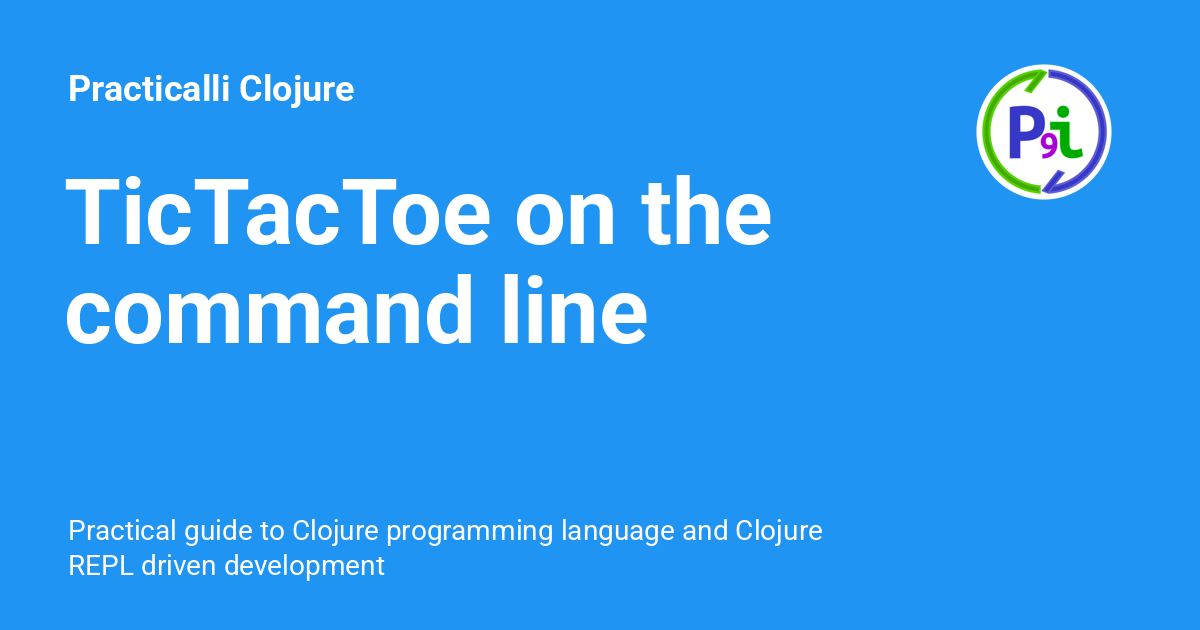 Practicalli Clojure
P9i
TicTacToe on the
command line
Practical guide to Clojure programming language and Clojure
REPL driven development